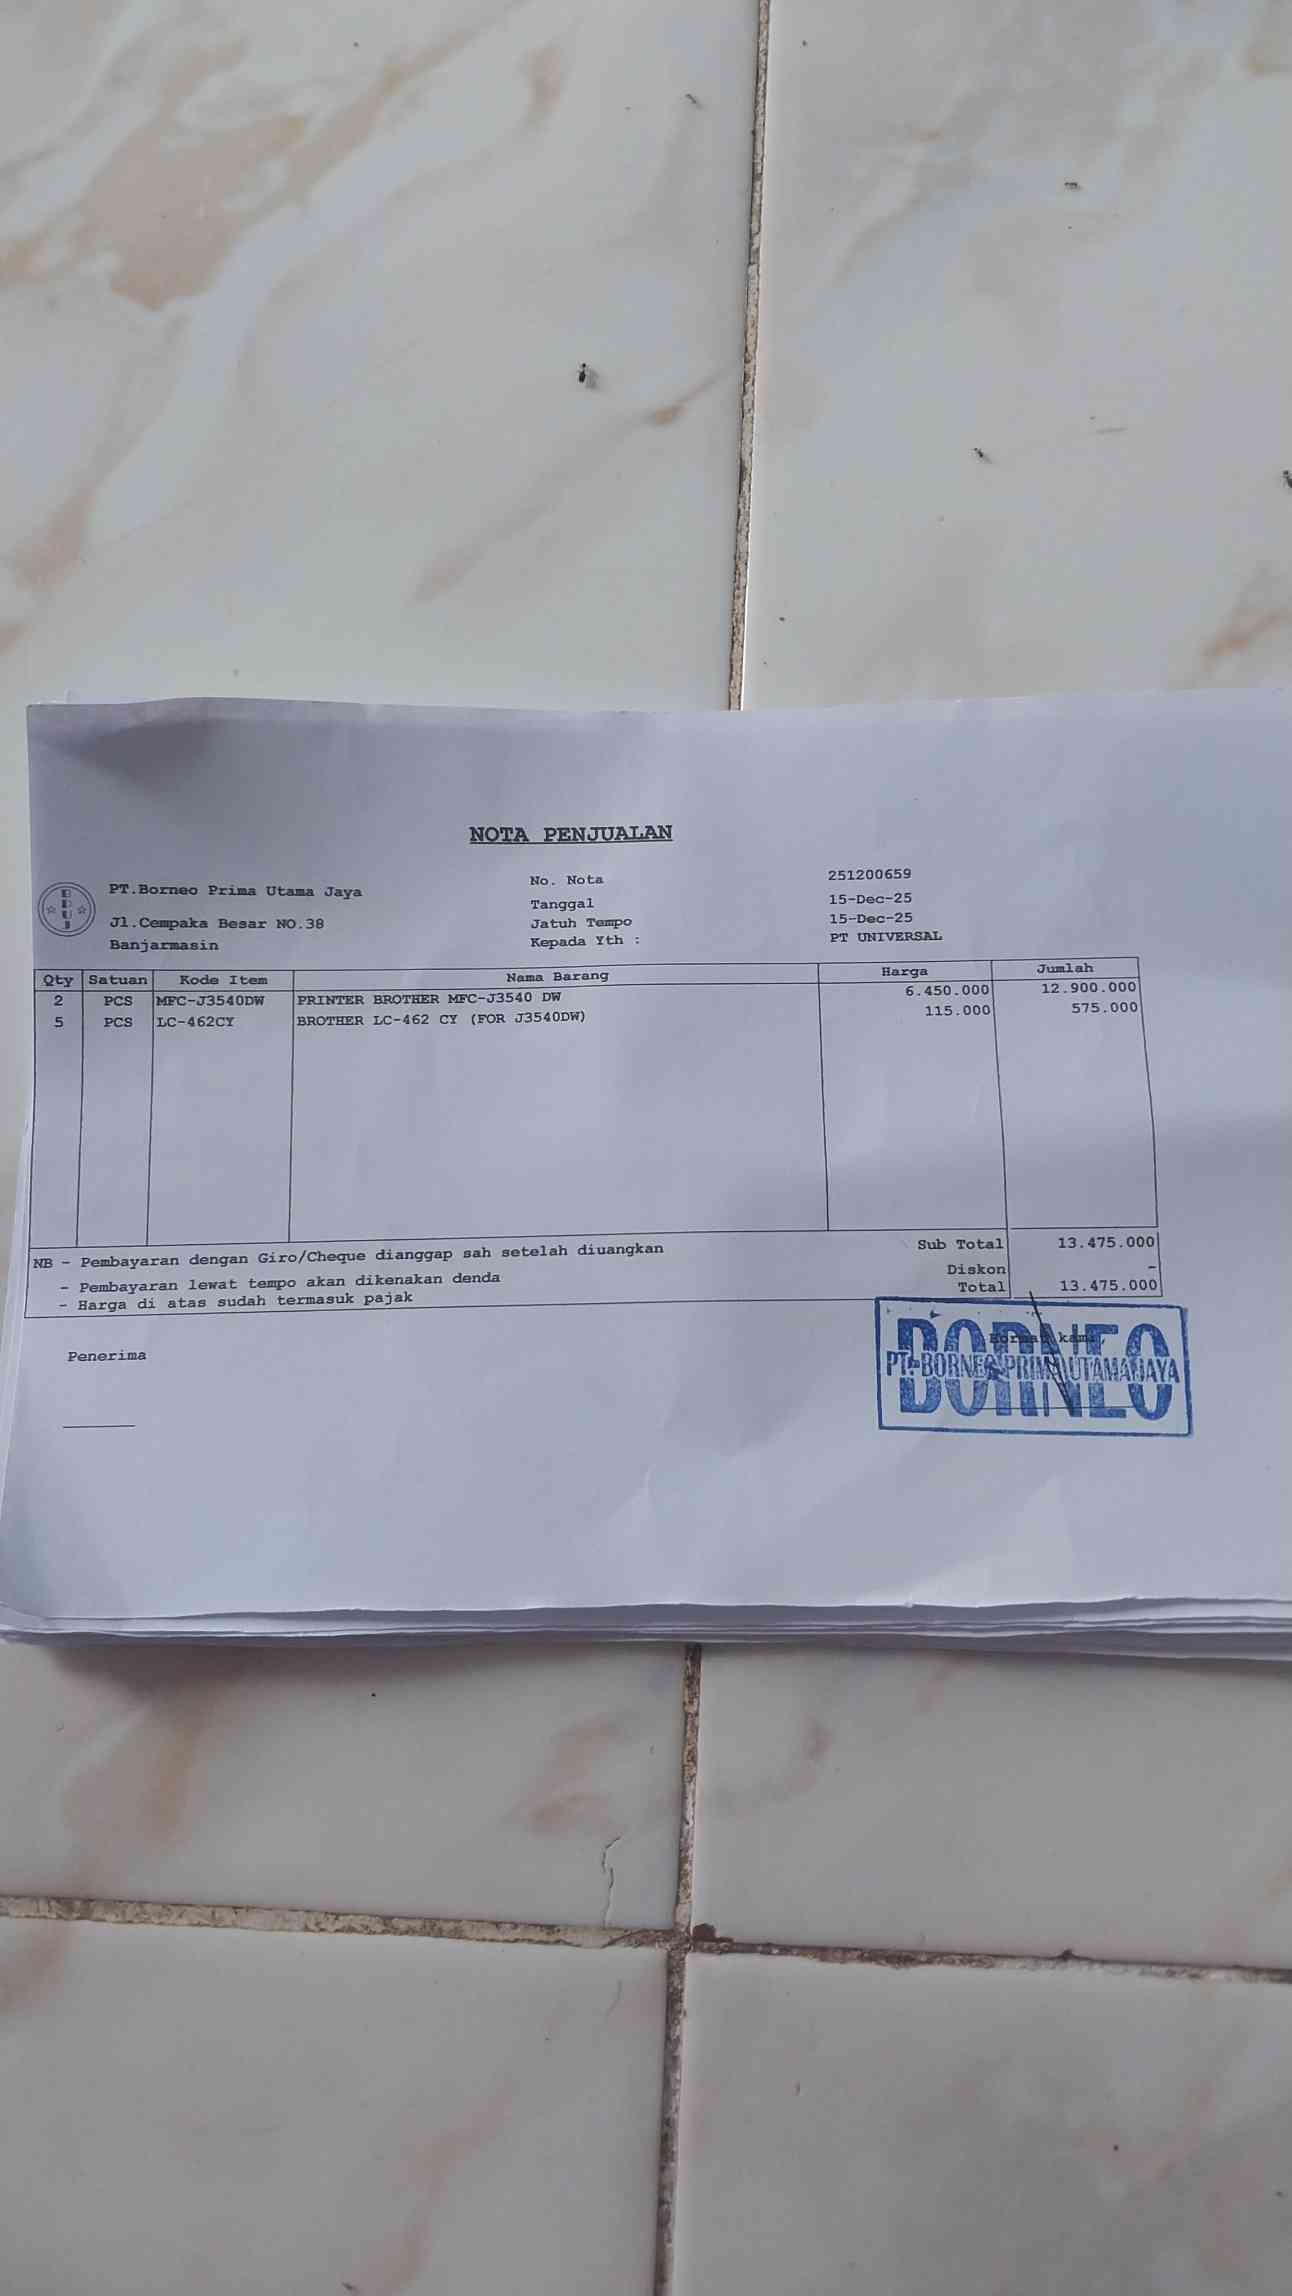 NOTA PENJUALAN
BPUJ
PT.Borneo Prima Utama Jaya
Jl.Cempaka Besar NO.38
Banjarmasin
No. Nota 251200659
Tanggal 15-Dec-25
Jatuh Tempo 15-Dec-25
Kepada Yth : PT UNIVERSAL
Qty Satuan Kode Item Nama Barang Harga Jumlah
2 PCS MFC-J3540DW PRINTER BROTHER MFC-J3540 DW 6.450.000 12.900.000
5 PCS LC-462CY BROTHER LC-462 CY (FOR J3540DW) 115.000 575.000
NB - Pembayaran dengan Giro/Cheque dianggap sah setelah diuangkan
- Pembayaran lewat tempo akan dikenakan denda
- Harga di atas sudah termasuk pajak
Sub Total 13.475.000
Diskon -
Total 13.475.000
Penerima
Hormat kami,
BORNEO
PT. BORNEO PRIMA UTAMA JAYA